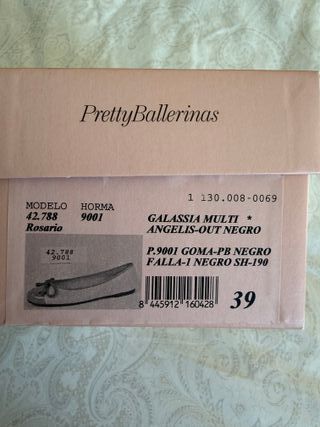 PrettyBallerinas
1 130.008-0069
MODELO HORMA
42.788 9001
Rosario
GALASSIA MULTI *
ANGELIS-OUT NEGRO
42.788
9001
P.9001 GOMA-PB NEGRO
FALLA-1 NEGRO SH-190
8 445912 160428
39